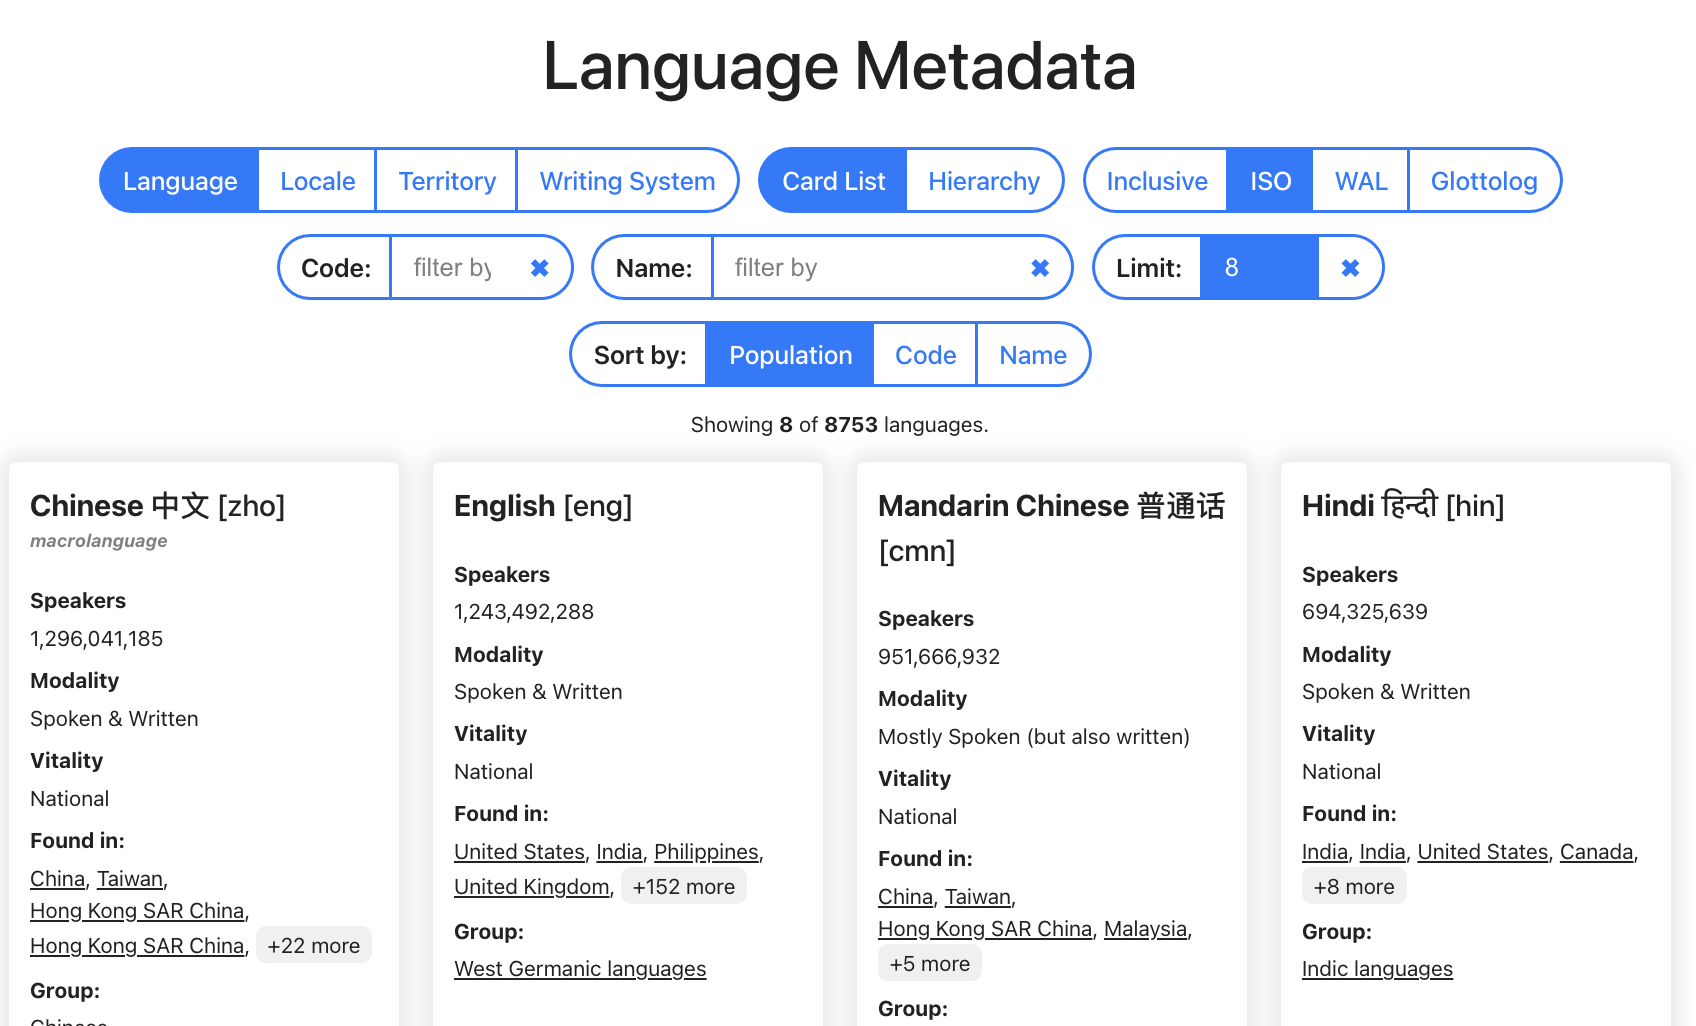 Language Metadata
Language Locale Territory Writing System Card List Hierarchy Inclusive ISO WAL Glottolog
Code: filter by ✖ Name: filter by ✖ Limit: 8 ✖
Sort by: Population Code Name
Showing 8 of 8753 languages.
Chinese 中文 [zho]
macrolanguage
Speakers
1,296,041,185
Modality
Spoken & Written
Vitality
National
Found in:
China, Taiwan,
Hong Kong SAR China,
Hong Kong SAR China, +22 more
Group:
Chinese
English [eng]
Speakers
1,243,492,288
Modality
Spoken & Written
Vitality
National
Found in:
United States, India, Philippines,
United Kingdom, +152 more
Group:
West Germanic languages
Mandarin Chinese 普通话
[cmn]
Speakers
951,666,932
Modality
Mostly Spoken (but also written)
Vitality
National
Found in:
China, Taiwan,
Hong Kong SAR China, Malaysia,
+5 more
Group:
Hindi हिन्दी [hin]
Speakers
694,325,639
Modality
Spoken & Written
Vitality
National
Found in:
India, India, United States, Canada,
+8 more
Group:
Indic languages